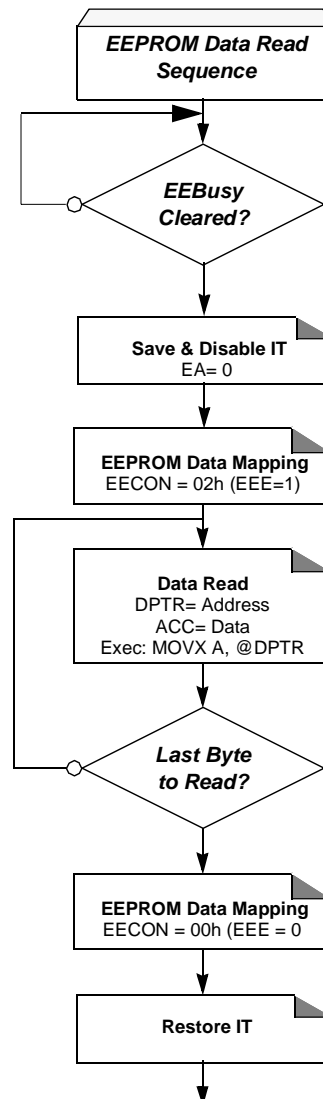 EEPROM Data Read
Sequence
EEBusy
Cleared?
Save & Disable IT
EA= 0
EEPROM Data Mapping
EECON = 02h (EEE=1)
Data Read
DPTR= Address
ACC= Data
Exec: MOVX A, @DPTR
Last Byte
to Read?
EEPROM Data Mapping
EECON = 00h (EEE = 0
Restore IT